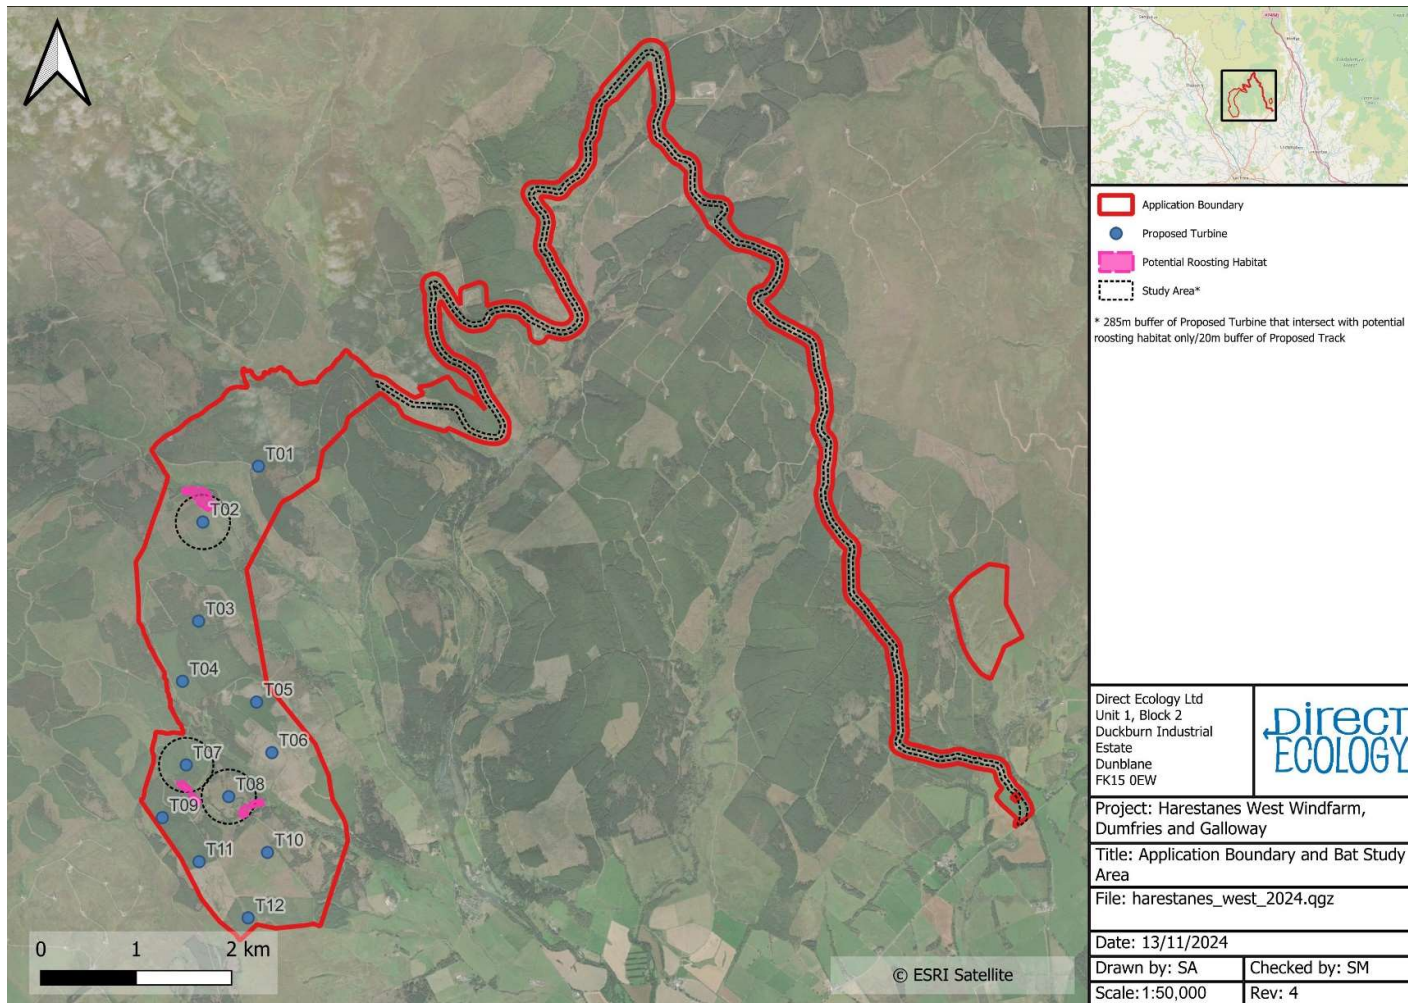 T01
T02
T03
T04
T05
T06
T07
T08
T09
T10
T11
T12
0 1 2 km
© ESRI Satellite
Application Boundary
Proposed Turbine
Potential Roosting Habitat
Study Area*
* 285m buffer of Proposed Turbine that intersect with potential
roosting habitat only/20m buffer of Proposed Track
Direct Ecology Ltd
Unit 1, Block 2
Duckburn Industrial
Estate
Dunblane
FK15 0EW
Direct
ECOLOGY
Project: Harestanes West Windfarm,
Dumfries and Galloway
Title: Application Boundary and Bat Study
Area
File: harestanes_west_2024.qgz
Date: 13/11/2024
Drawn by: SA
Checked by: SM
Scale:1:50,000
Rev: 4